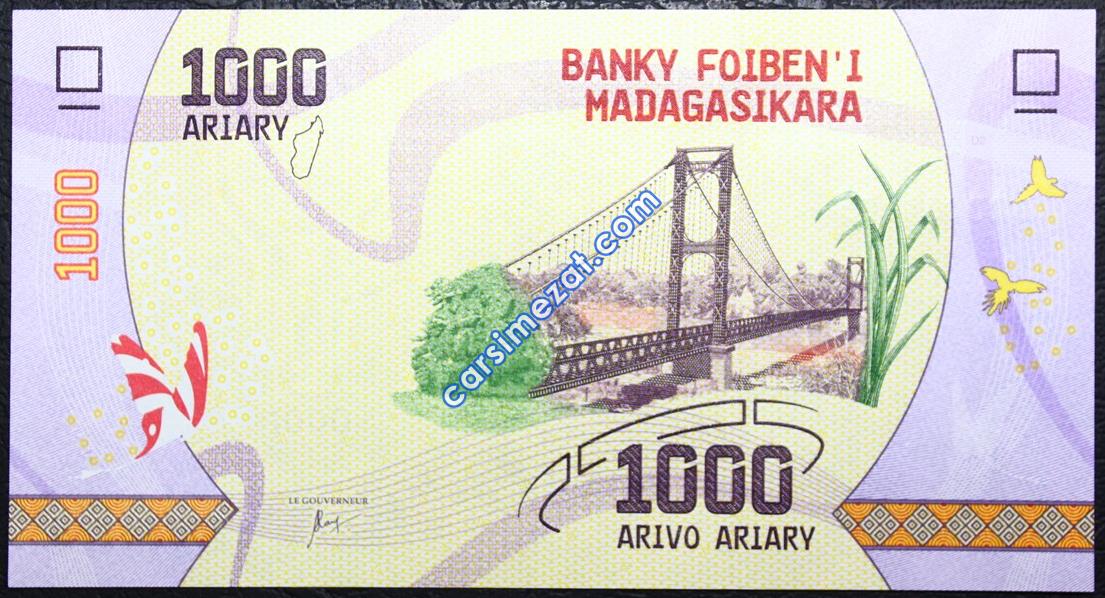 1000
ARIARY
BANKY FOIBEN'I
MADAGASIKARA
1000
carsimezat.com
LE GOUVERNEUR
1000
ARIVO ARIARY